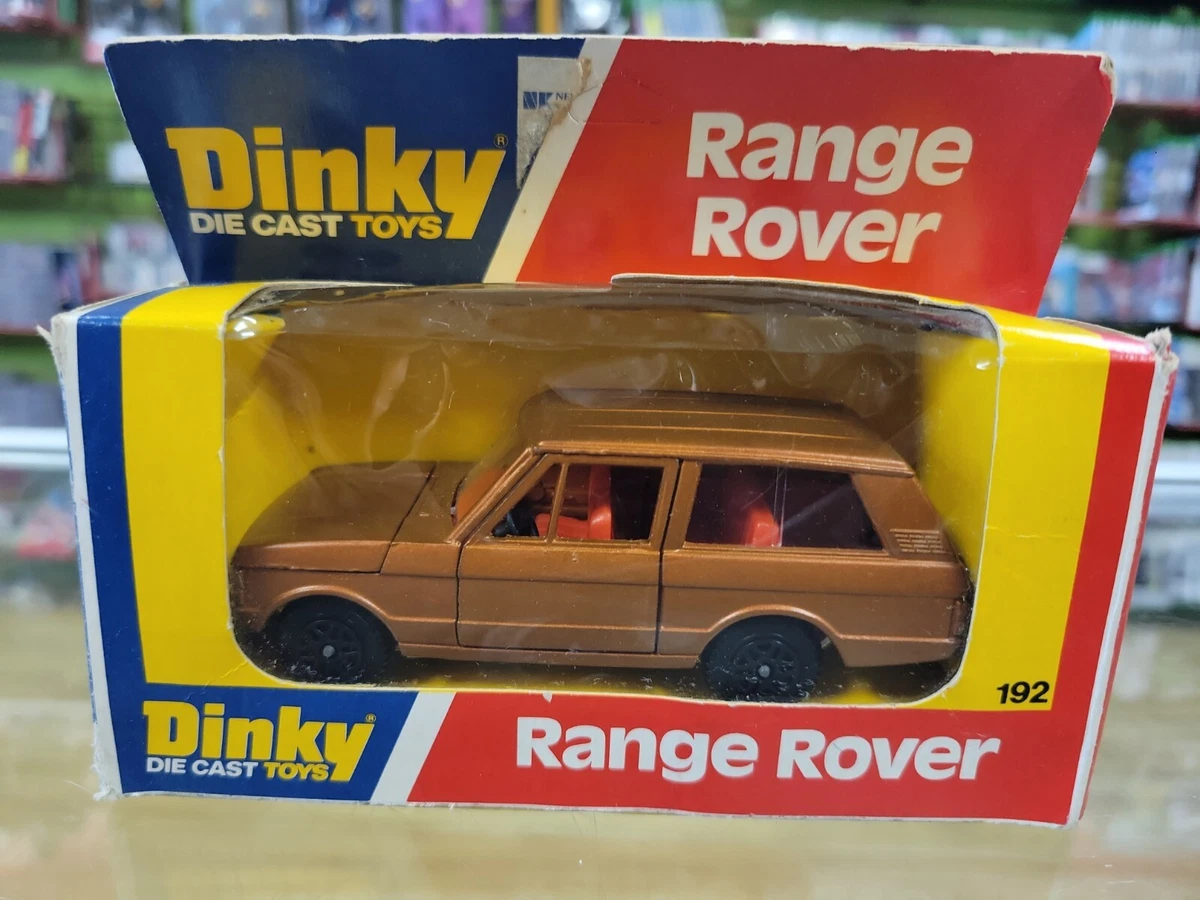 Dinky®
DIE CAST TOYS
Range
Rover
192
Dinky®
DIE CAST TOYS
Range Rover